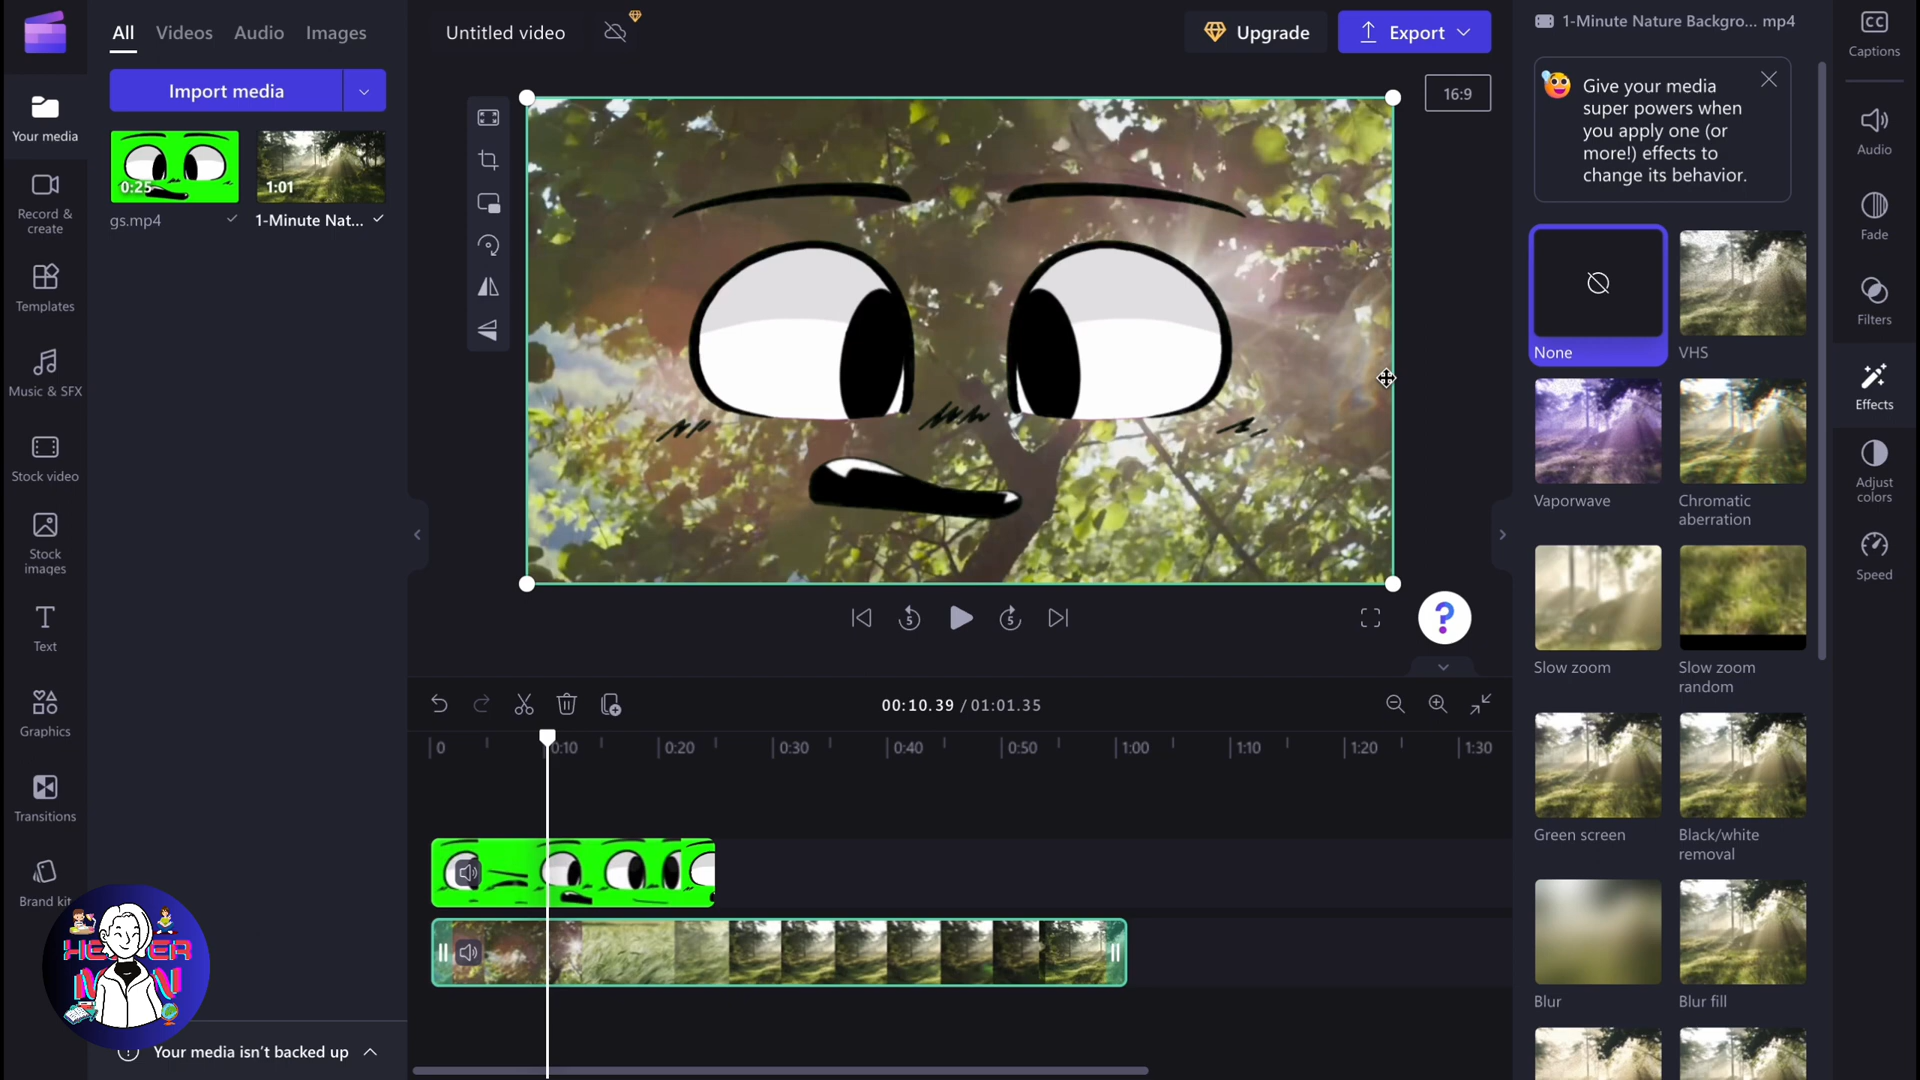 All
Videos
Audio
Images
Untitled video
Upgrade
Export
1-Minute Nature Backgro... mp4
Captions
Import media
16:9
Give your media
super powers when
you apply one (or
more!) effects to
change its behavior.
Your media
0:25
1:01
gs.mp4
1-Minute Nat...
Audio
Record &
create
Fade
Templates
Filters
None
VHS
Music & SFX
Effects
Stock video
Vaporwave
Chromatic
aberration
Adjust
colors
Stock
images
Speed
5
5
?
Text
Slow zoom
Slow zoom
random
00:10.39 / 01:01.35
Graphics
0
0:10
0:20
0:30
0:40
0:50
1:00
1:10
1:20
1:30
Transitions
Green screen
Black/white
removal
Brand kit
HELPER
MAN
Blur
Blur fill
Your media isn't backed up